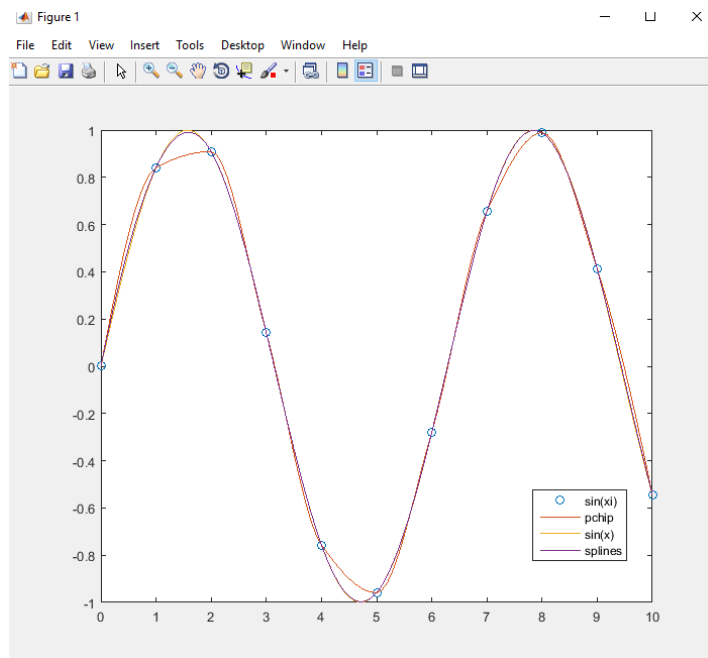 Figure 1
File Edit View Insert Tools Desktop Window Help
1
0.8
0.6
0.4
0.2
0
-0.2
-0.4
-0.6
-0.8
-1
0 1 2 3 4 5 6 7 8 9 10
sin(xi)
pchip
sin(x)
splines